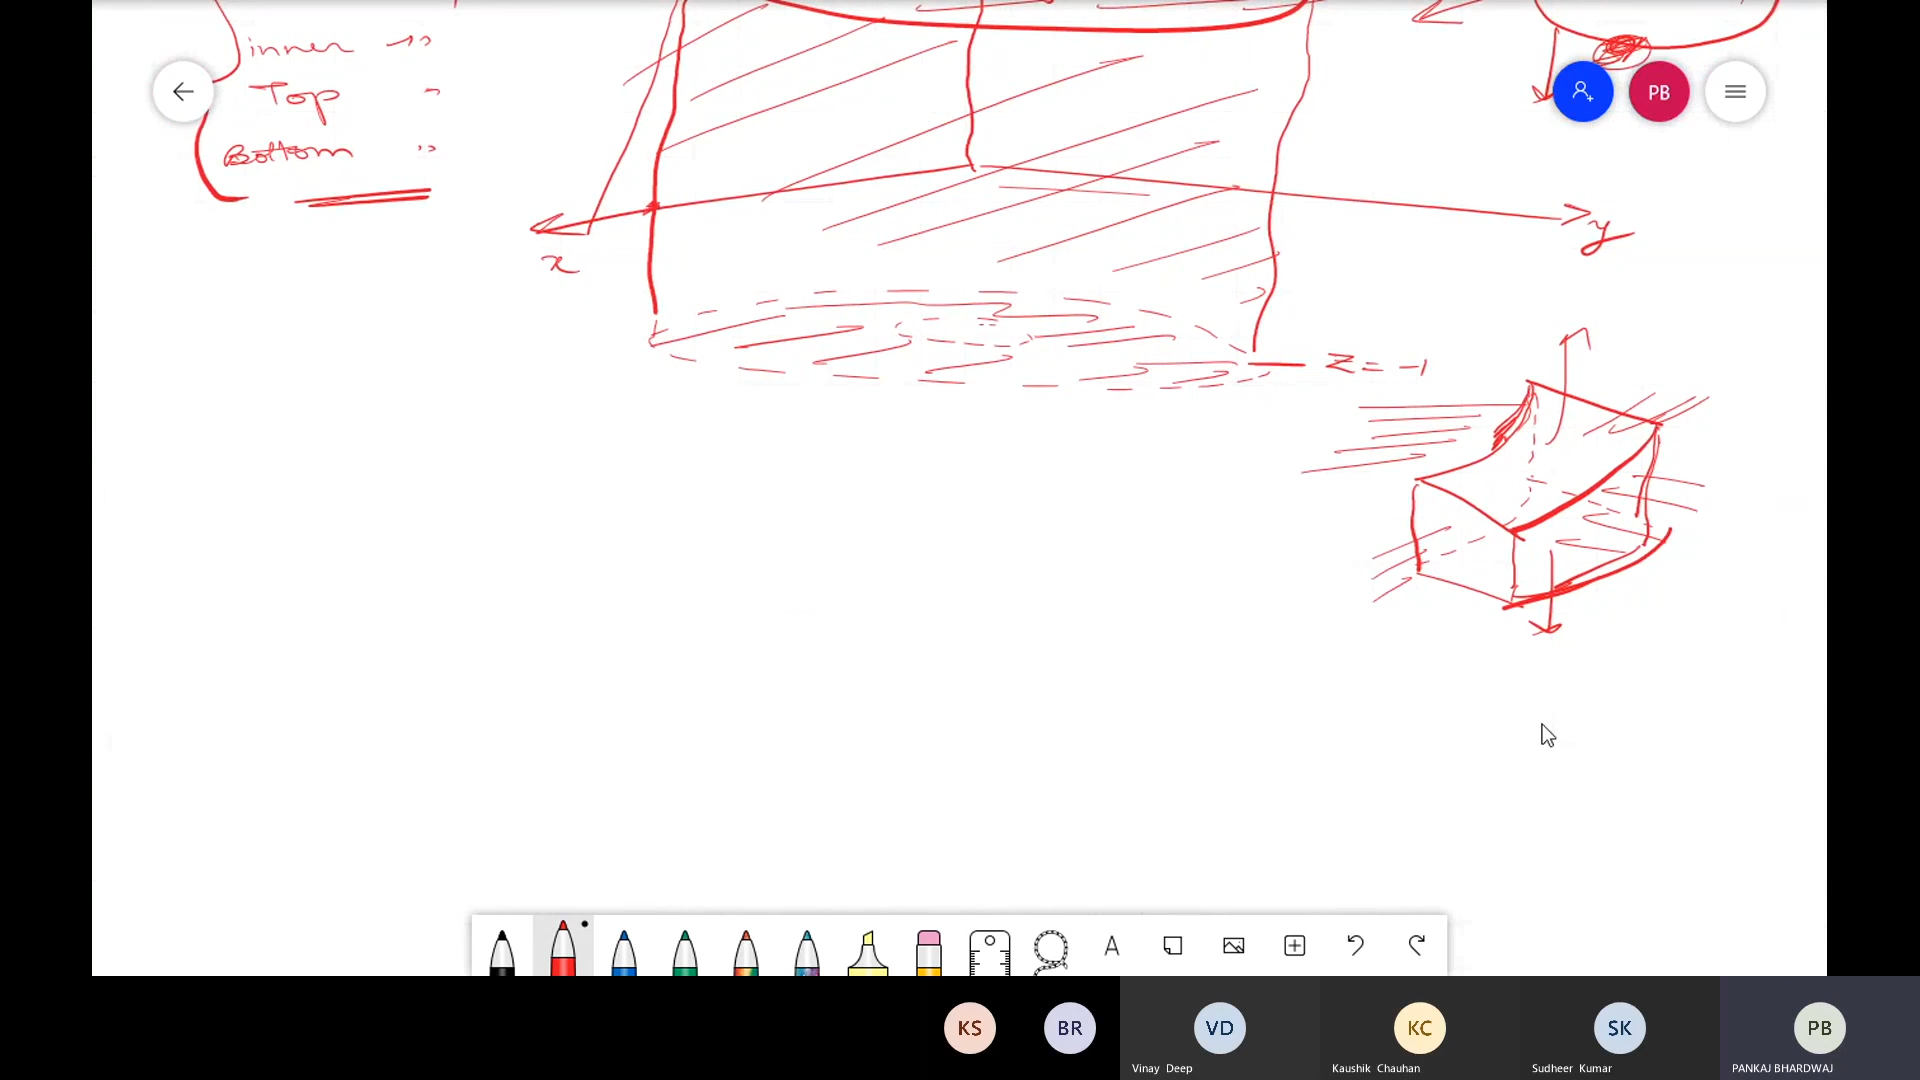 inner "
Top "
Bottom "
PB
y
x
Z = -1
A
KS
BR
VD
KC
SK
PB
Vinay Deep
Kaushik Chauhan
Sudheer Kumar
PANKAJ BHARDWAJ